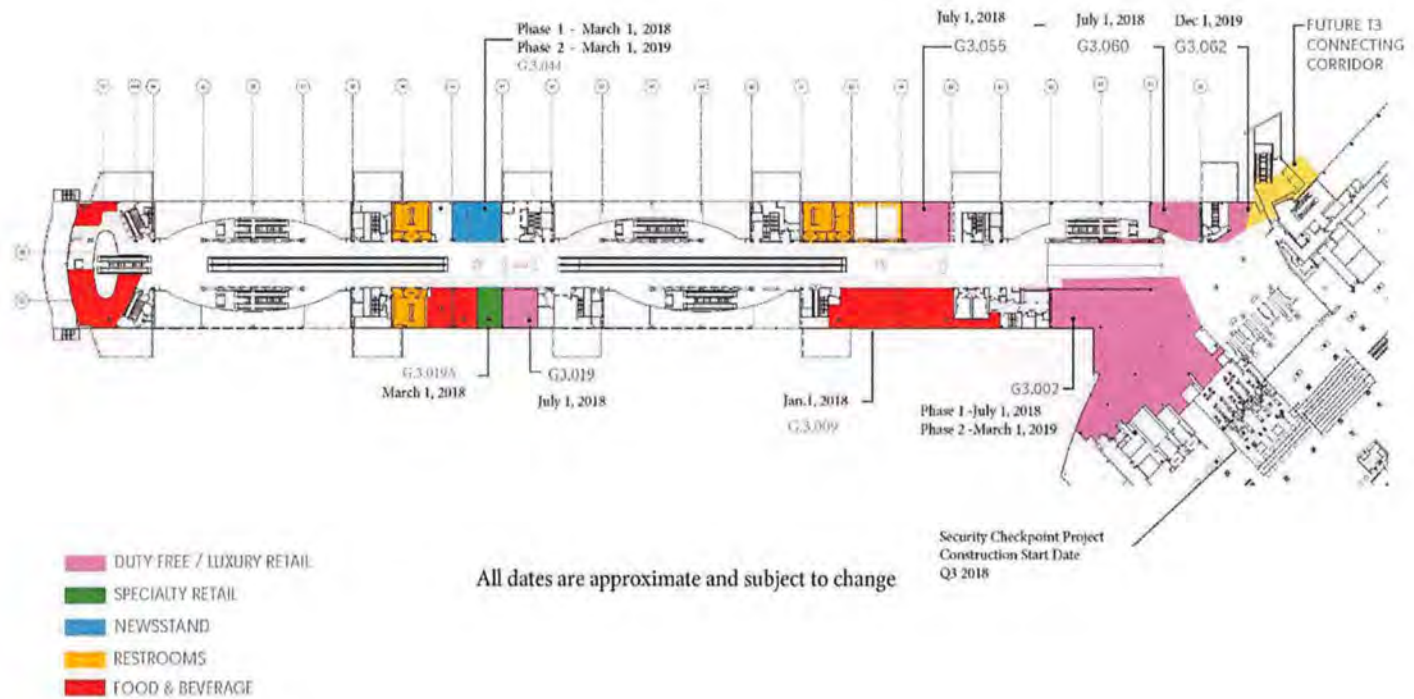 Phase 1 - March 1, 2018
Phase 2 - March 1, 2019
G.3.044
July 1, 2018
G3.055
July 1, 2018
G3.060
Dec 1, 2019
G3.062
FUTURE T3
CONNECTING
CORRIDOR
G.3.019A
March 1, 2018
G3.019
July 1, 2018
Jan.1, 2018
G.3.009
G3.002
Phase 1 -July 1, 2018
Phase 2 -March 1, 2019
Security Checkpoint Project
Construction Start Date
Q3 2018
DUTY FREE / LUXURY RETAIL
SPECIALTY RETAIL
NEWSSTAND
RESTROOMS
FOOD & BEVERAGE
All dates are approximate and subject to change